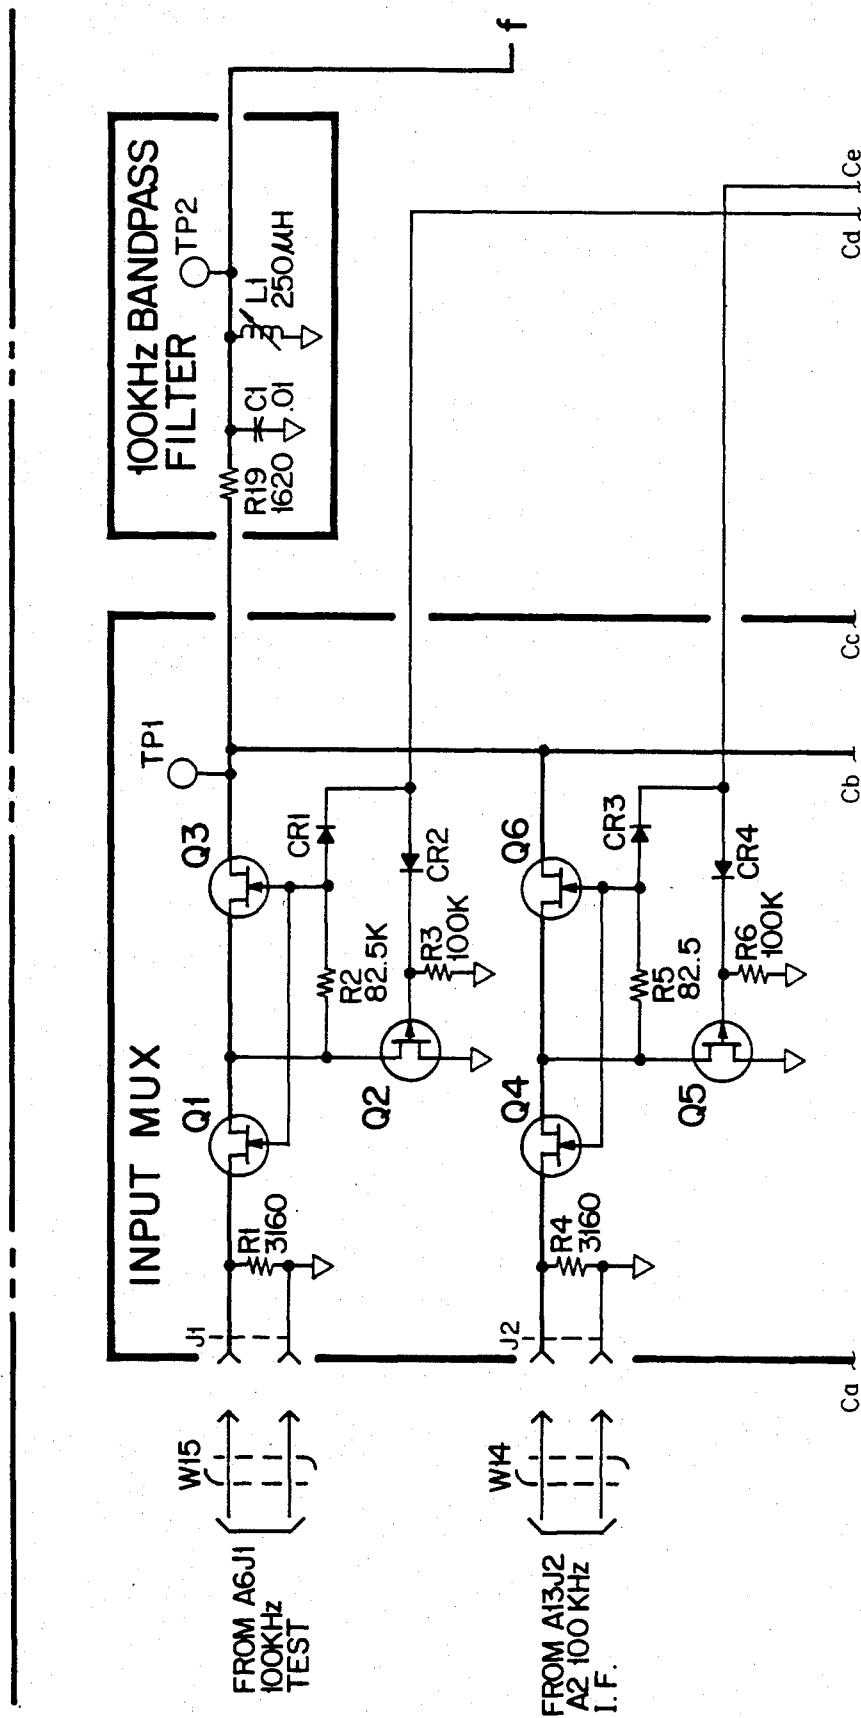 INPUT MUX
100KHz BANDPASS
FILTER
TP1
TP2
f
FROM A6J1
100KHz
TEST
W15
J1
R1
3160
Q1
Q3
R2
82.5K
CR1
Q2
R3
100K
CR2
R19
1620
C1
.01
L1
250µH
FROM A13J2
A2 100 KHz
I.F.
W14
J2
R4
3160
Q4
Q6
R5
82.5
CR3
Q5
R6
100K
CR4
Ca
Cb
Cc
Cd
Ce